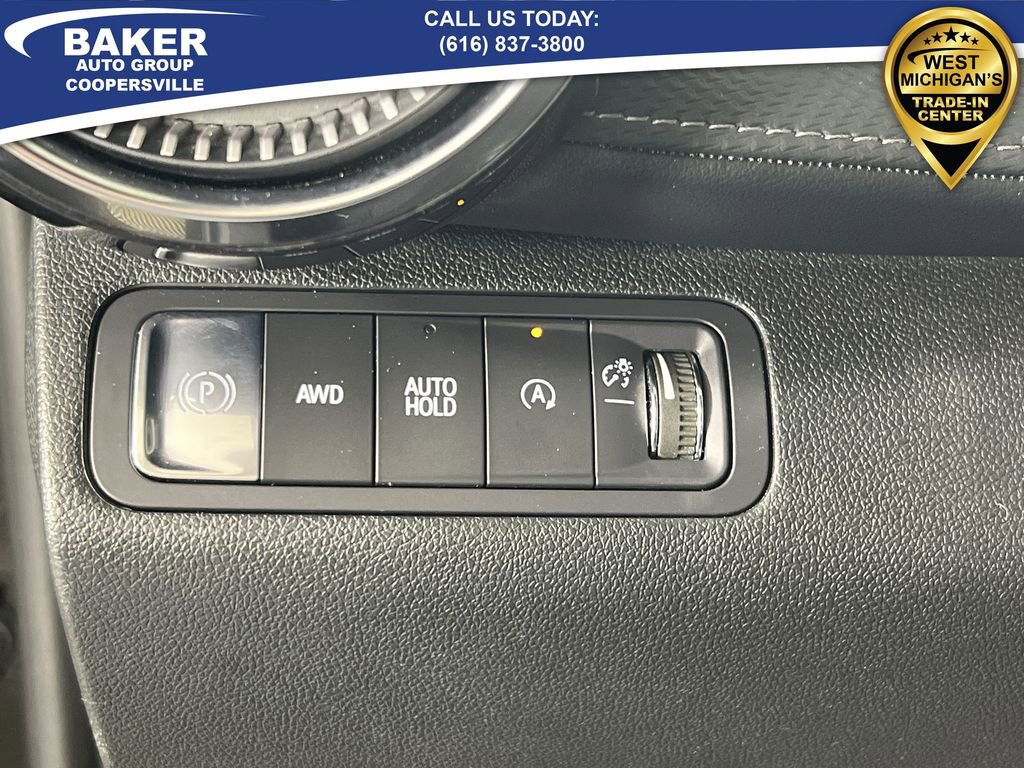 BAKER
AUTO GROUP
COOPERSVILLE
CALL US TODAY:
(616) 837-3800
WEST
MICHIGAN'S
TRADE-IN
CENTER
P
AWD
AUTO
HOLD
A